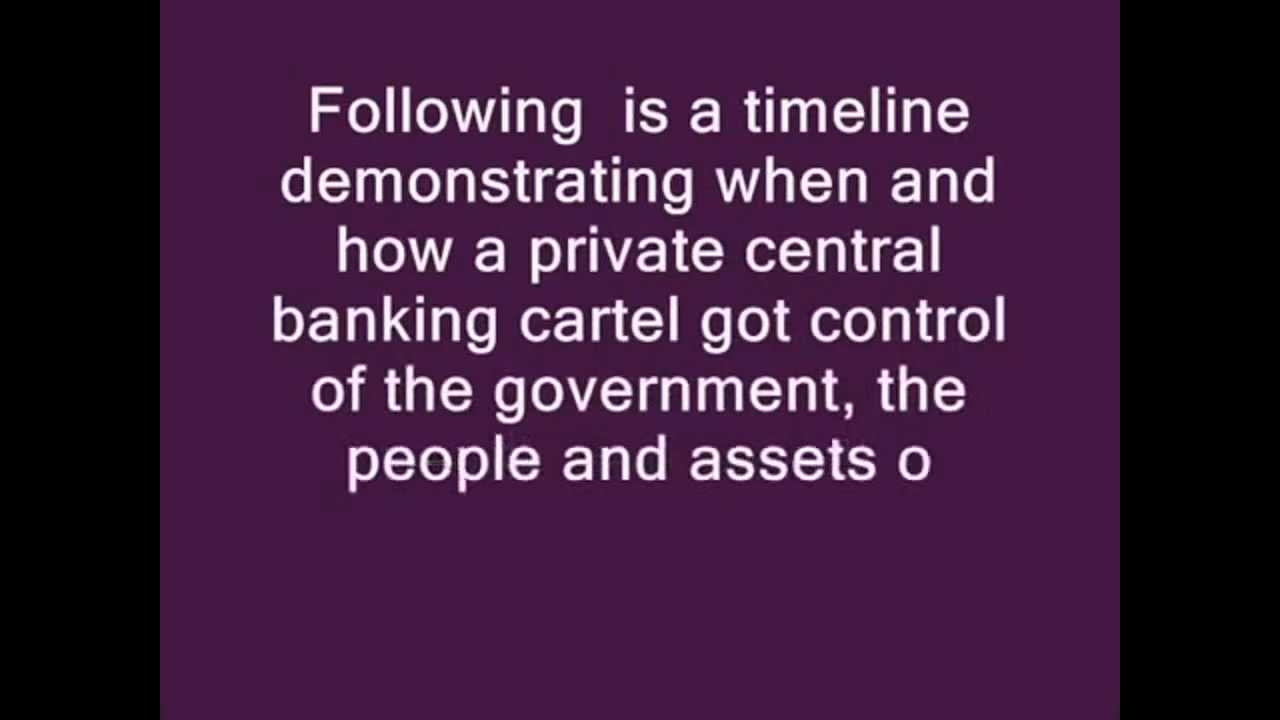 Following  is a timeline
demonstrating when and
how a private central
banking cartel got control
of the government, the
people and assets o